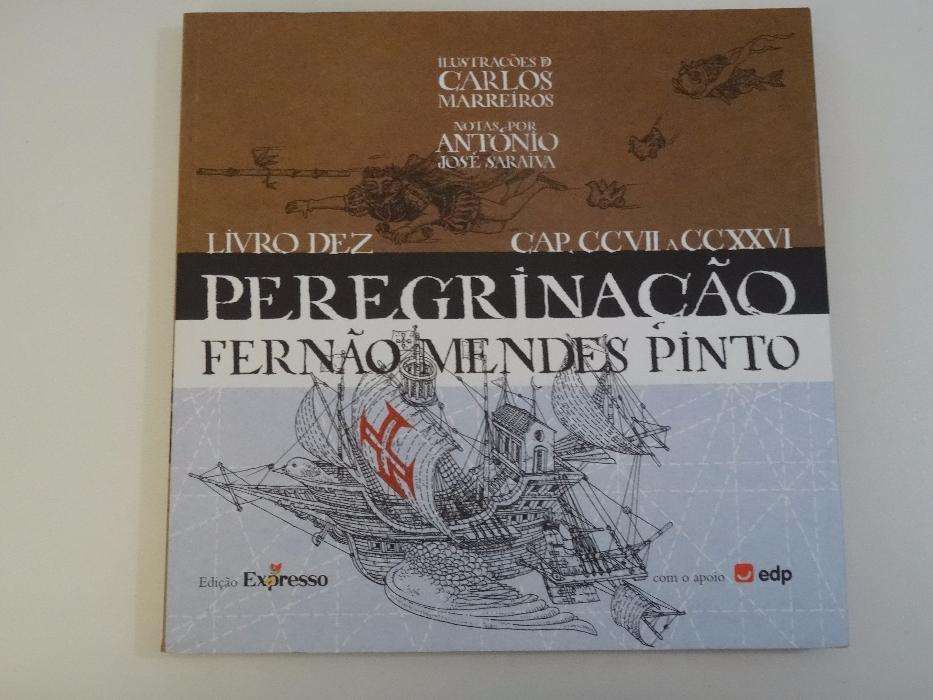 ILUSTRAÇÕES D
CARLOS
MARREIROS
NOTAS POR
ANTÓNIO
JOSÉ SARAIVA
LIVRO DEZ CAP. CCVII A CCXXVI
PEREGRINAÇÃO
FERNÃO MENDES PINTO
Edição Expresso com o apoio edp